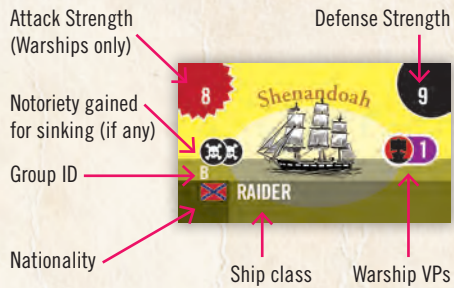 Attack Strength
(Warships only)
Defense Strength
8
Shenandoah
9
Notoriety gained
for sinking (if any)
1
Group ID
B
RAIDER
Nationality
Ship class
Warship VPs